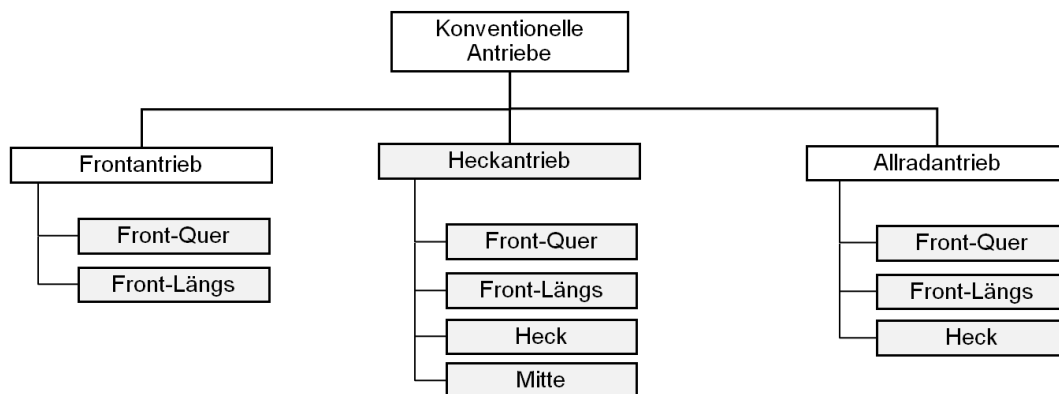 Konventionelle
Antriebe
Frontantrieb
Front-Quer
Front-Längs
Heckantrieb
Front-Quer
Front-Längs
Heck
Mitte
Allradantrieb
Front-Quer
Front-Längs
Heck